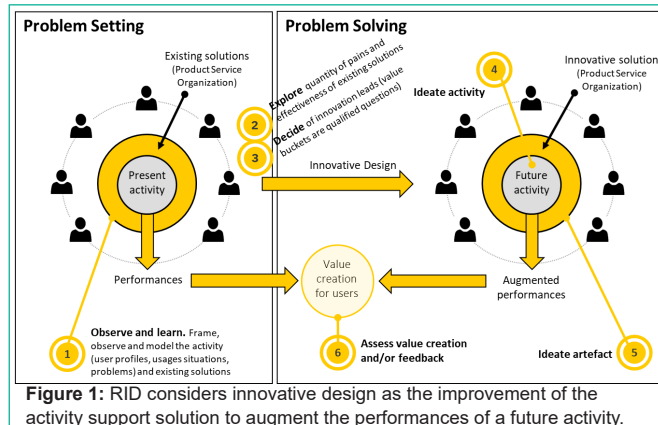 Problem Setting
Existing solutions
(Product Service
Organization)
Present
activity
Performances
1
Observe and learn. Frame,
observe and model the activity
(user profiles, usages situations,
problems) and existing solutions
2
Explore quantity of pains and
effectiveness of existing solutions
3
Decide of innovation leads (value
buckets are qualified questions)
Problem Solving
Innovative Design
4
Ideate activity
Innovative solution
(Product Service
Organization)
Future
activity
Augmented
performances
Value
creation
for users
6
Assess value creation
and/or feedback
Ideate artefact
5
Figure 1: RID considers innovative design as the improvement of the
activity support solution to augment the performances of a future activity.